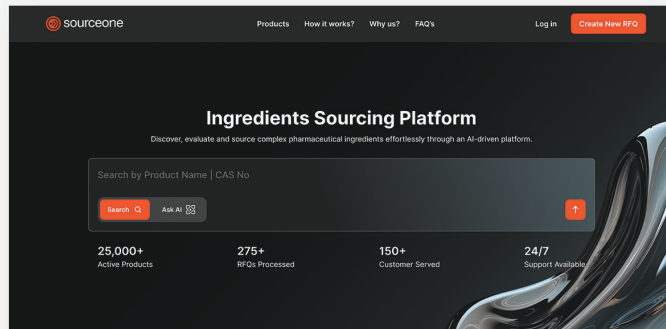 sourceone
Products How it works? Why us? FAQ's
Log in Create New RFQ
Ingredients Sourcing Platform
Discover, evaluate and source complex pharmaceutical ingredients effortlessly through an AI-driven platform.
Search by Product Name | CAS No
Search Ask AI
25,000+ 275+ 150+ 24/7
Active Products RFQs Processed Customer Served Support Available